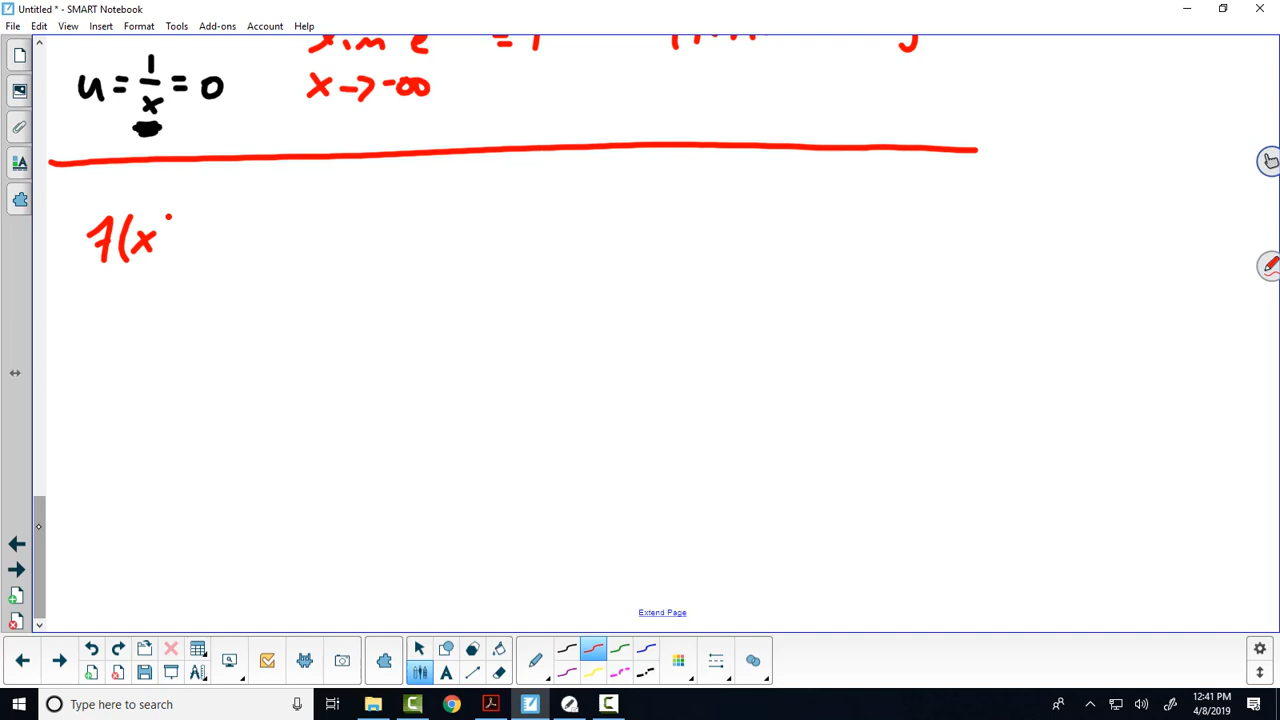 Untitled * - SMART Notebook
File Edit View Insert Format Tools Add-ons Account Help
u = 1/x = 0
x -> -∞
f(x
Extend Page
Type here to search
12:41 PM
4/8/2019